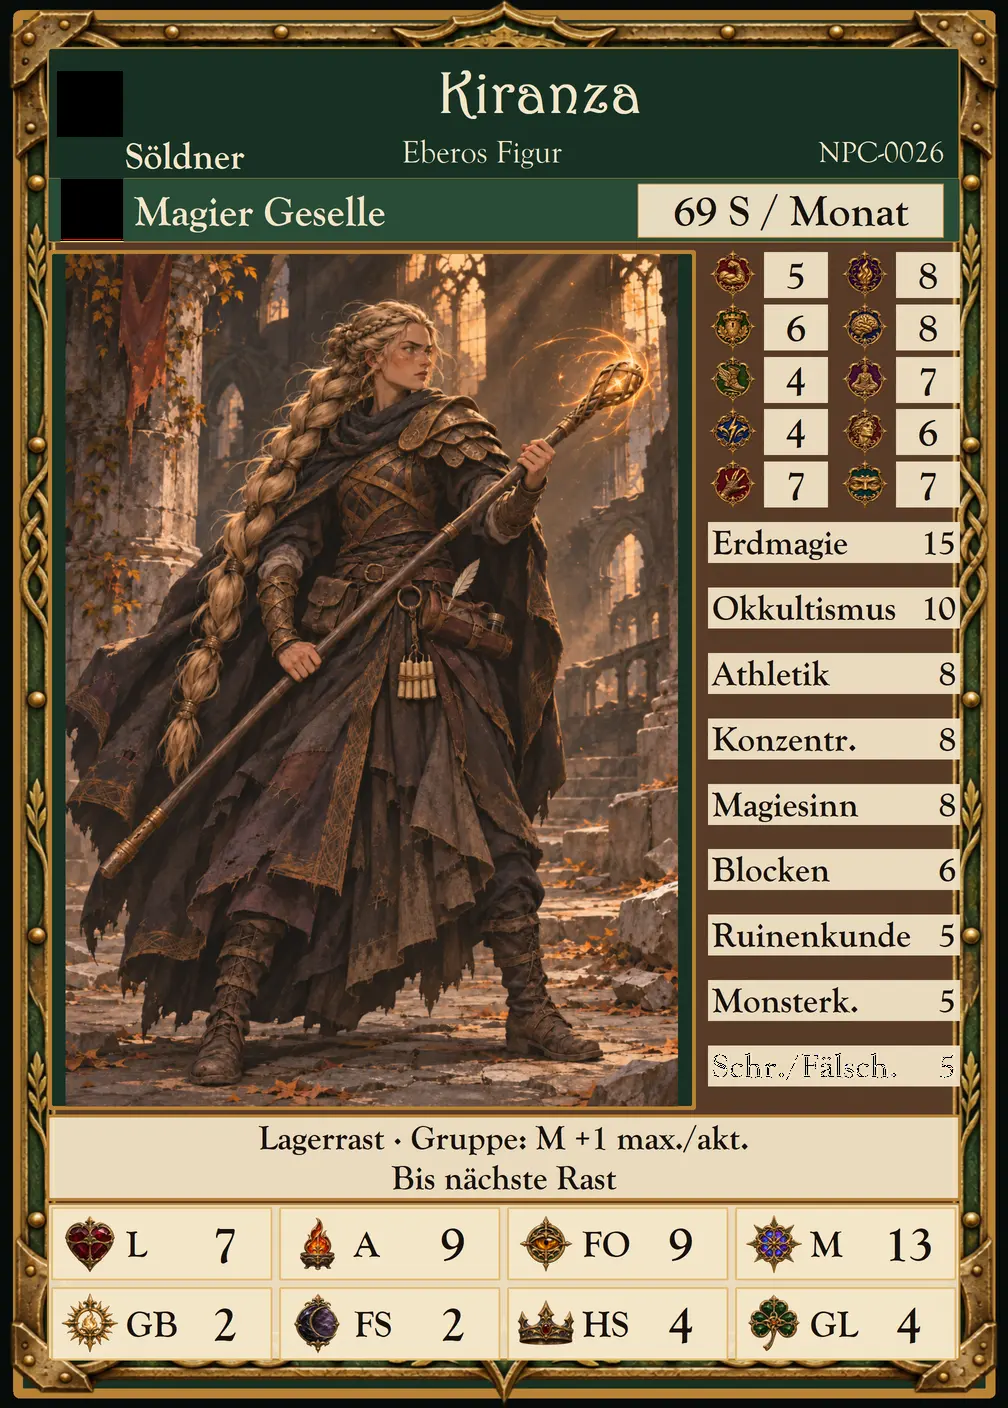 Kiranza
Söldner Eberos Figur NPC-0026
Magier Geselle 69 S / Monat
5 8
6 8
4 7
4 6
7 7
Erdmagie 15
Okkultismus 10
Athletik 8
Konzentr. 8
Magiesinn 8
Blocken 6
Ruinenkunde 5
Monsterk. 5
Schr./Fälsch. 5
Lagerrast · Gruppe: M +1 max./akt.
Bis nächste Rast
L 7 A 9 FO 9 M 13
GB 2 FS 2 HS 4 GL 4